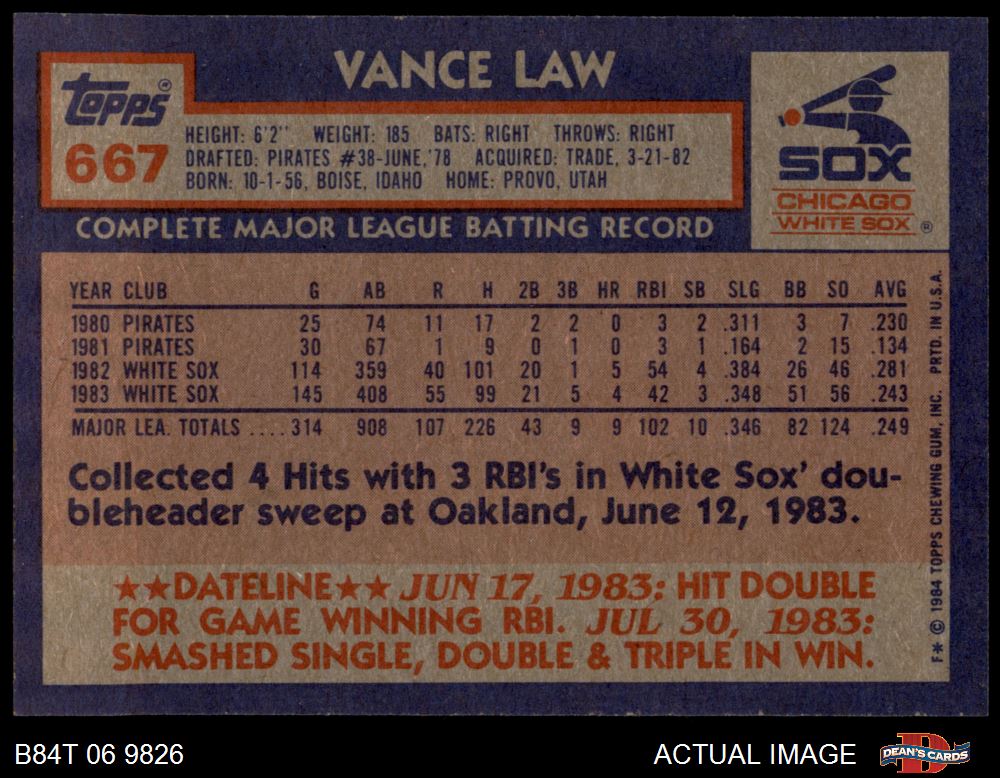 VANCE LAW
Topps®
667
HEIGHT: 6'2" WEIGHT: 185 BATS: RIGHT THROWS: RIGHT
DRAFTED: PIRATES #38-JUNE,'78 ACQUIRED: TRADE, 3-21-82
BORN: 10-1-56, BOISE, IDAHO HOME: PROVO, UTAH
SOX
CHICAGO
WHITE SOX ®
COMPLETE MAJOR LEAGUE BATTING RECORD
YEAR CLUB G AB R H 2B 3B HR RBI SB SLG BB SO AVG
1980 PIRATES 25 74 11 17 2 2 0 3 2 .311 3 7 .230
1981 PIRATES 30 67 1 9 0 1 0 3 1 .164 2 15 .134
1982 WHITE SOX 114 359 40 101 20 1 5 54 4 .384 26 46 .281
1983 WHITE SOX 145 408 55 99 21 5 4 42 3 .348 51 56 .243
MAJOR LEA. TOTALS ....314 908 107 226 43 9 9 102 10 .346 82 124 .249
Collected 4 Hits with 3 RBI's in White Sox' dou-
bleheader sweep at Oakland, June 12, 1983.
★★DATELINE★★ JUN 17, 1983: HIT DOUBLE
FOR GAME WINNING RBI. JUL 30, 1983:
SMASHED SINGLE, DOUBLE & TRIPLE IN WIN.
F✱ © 1984 TOPPS CHEWING GUM, INC. PRTD. IN U.S.A.
B84T 06 9826
ACTUAL IMAGE
D
DEAN'S CARDS